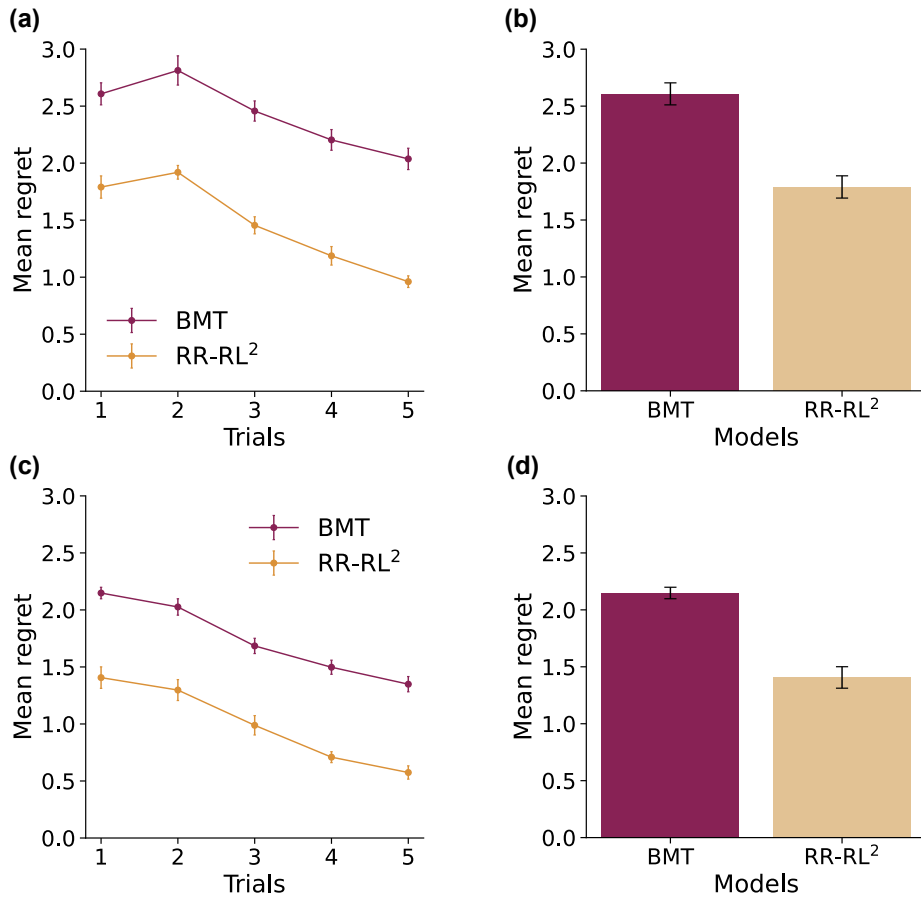 (a)
3.0
2.5
2.0
1.5
1.0
0.5
0.0
Mean regret
BMT
RR-RL²
1 2 3 4 5
Trials
(b)
3.0
2.5
2.0
1.5
1.0
0.5
0.0
Mean regret
BMT RR-RL²
Models
(c)
3.0
2.5
2.0
1.5
1.0
0.5
0.0
Mean regret
BMT
RR-RL²
1 2 3 4 5
Trials
(d)
3.0
2.5
2.0
1.5
1.0
0.5
0.0
Mean regret
BMT RR-RL²
Models